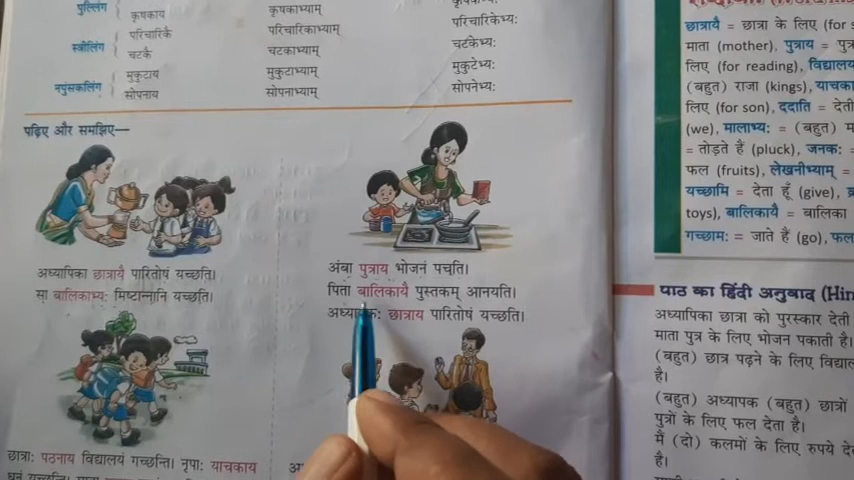 पुल्लिंग
कृषकाय कृषकाभ्याम्
स्त्रीलिंग
परिचारिकै परिचारिकाभ्याम् परिचारिकेभ्य:
चटकै चटकाभ्याम् चटकेभ्य:
नपुंसकलिंग
मुकुटाय मुकुटाभ्याम् मुकुटेभ्य:
सोपनाय सोपनाभ्याम् सोपनेभ्य:
पढ़िए और समझिए—
अध्यापिका छात्रायै पारितोषं यच्छति।
सा बालिकाभ्य: मिष्टान्नानि यच्छति।
अंबा पुत्राय भोजनं पचति।
पिता बालिकायै पुस्तकम् आनयति।
छात्राय पारितोषं यच्छति।
छात्रा: पठनाय विद्यालयं गच्छन्ति। नृपा: याचकाय
छात्रायै = छात्रा के लिए (for
माता (mother), पुत्राय =
लिए (for reading),
(बहुत) राजा (kings),
लिए (for son), ददाति =
(we), मालाभ्य: = (बहुत)
= तोड़ते हैं (pluck), जनक:
फल (fruits), लेखनीभ्याम् =
यच्छामि = देता हूँ (give),
toys), बालिकायै = बालिका
गच्छाम: = जाते हैं (go),
पाठ का हिंदी अनुवाद
अध्यापिका छात्रा को पुरस्कार देती
माता पुत्र के लिए भोजन पकाती है।
(बहुत) छात्र पढ़ने के लिए
है।
(बहुत) अध्यापक (बहुत) छात्रों
पुत्रों के लिए फल देता है।
मैं (दो) कलमों के लिए रुपये
है।